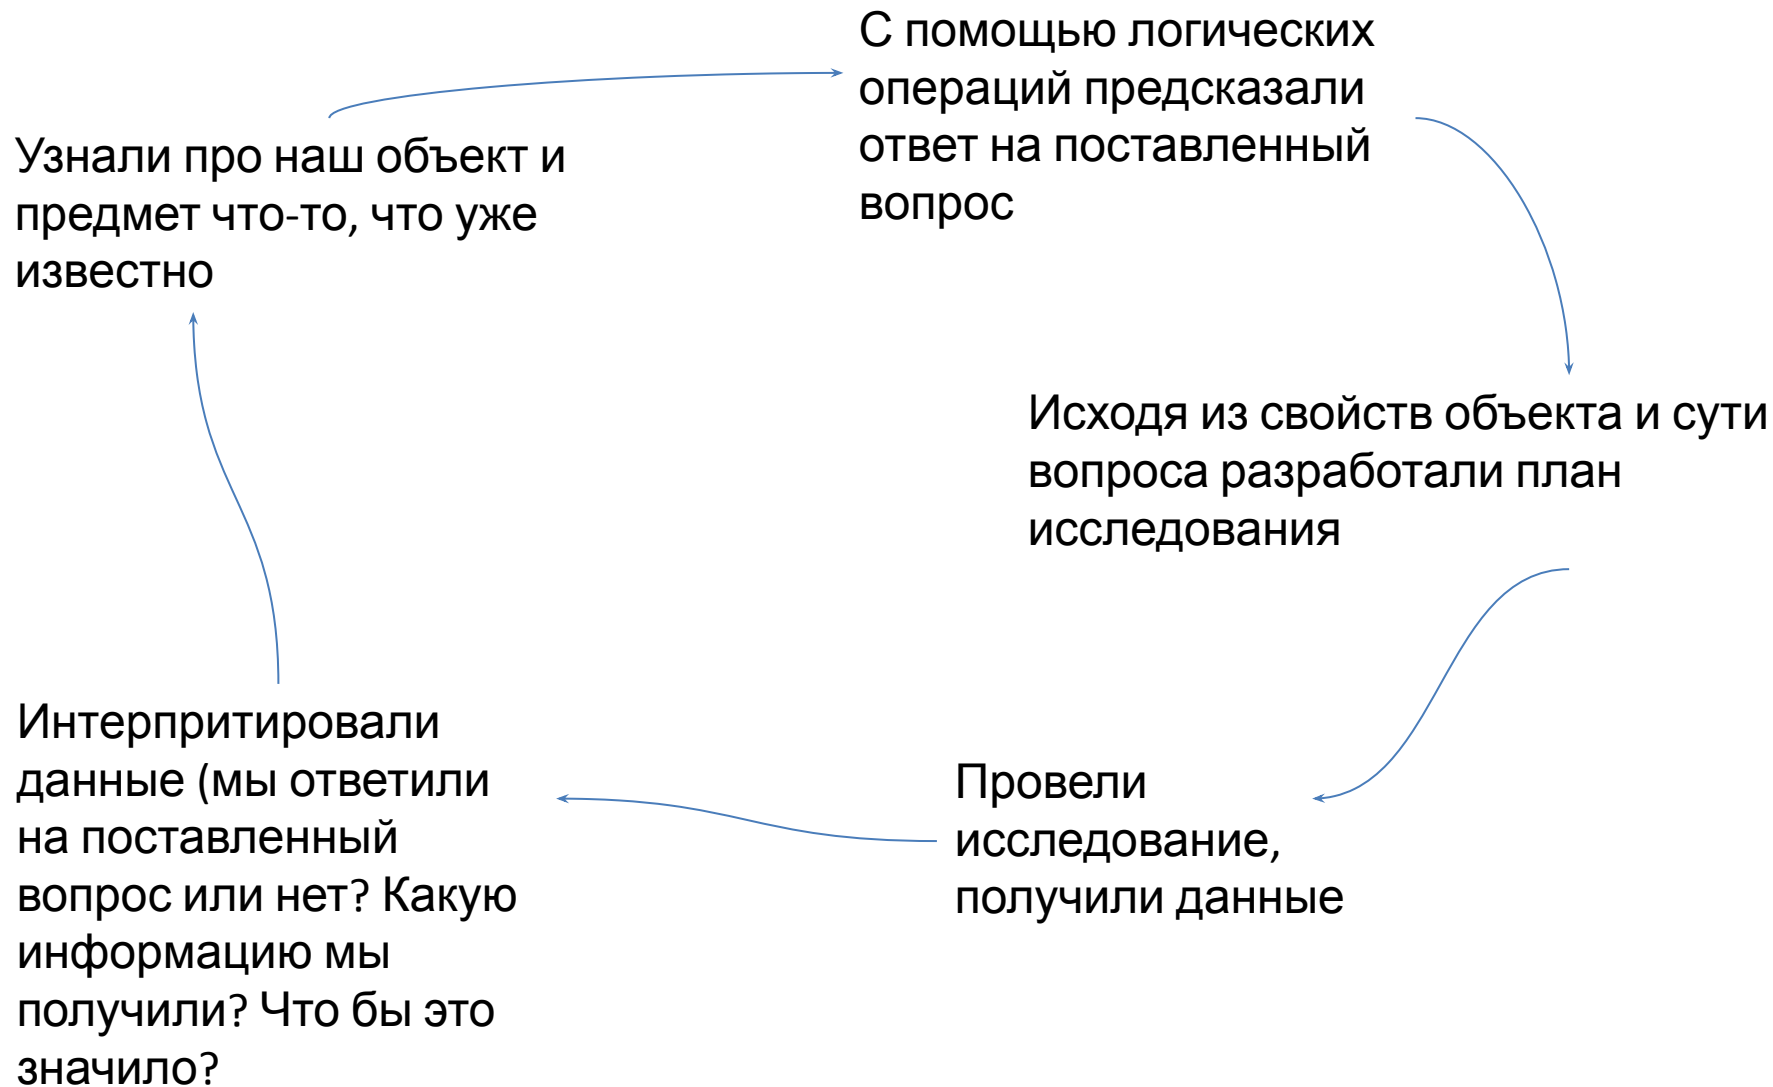 Узнали про наш объект и
предмет что-то, что уже
известно
С помощью логических
операций предсказали
ответ на поставленный
вопрос
Исходя из свойств объекта и сути
вопроса разработали план
исследования
Провели
исследование,
получили данные
Интерпритировали
данные (мы ответили
на поставленный
вопрос или нет? Какую
информацию мы
получили? Что бы это
значило?